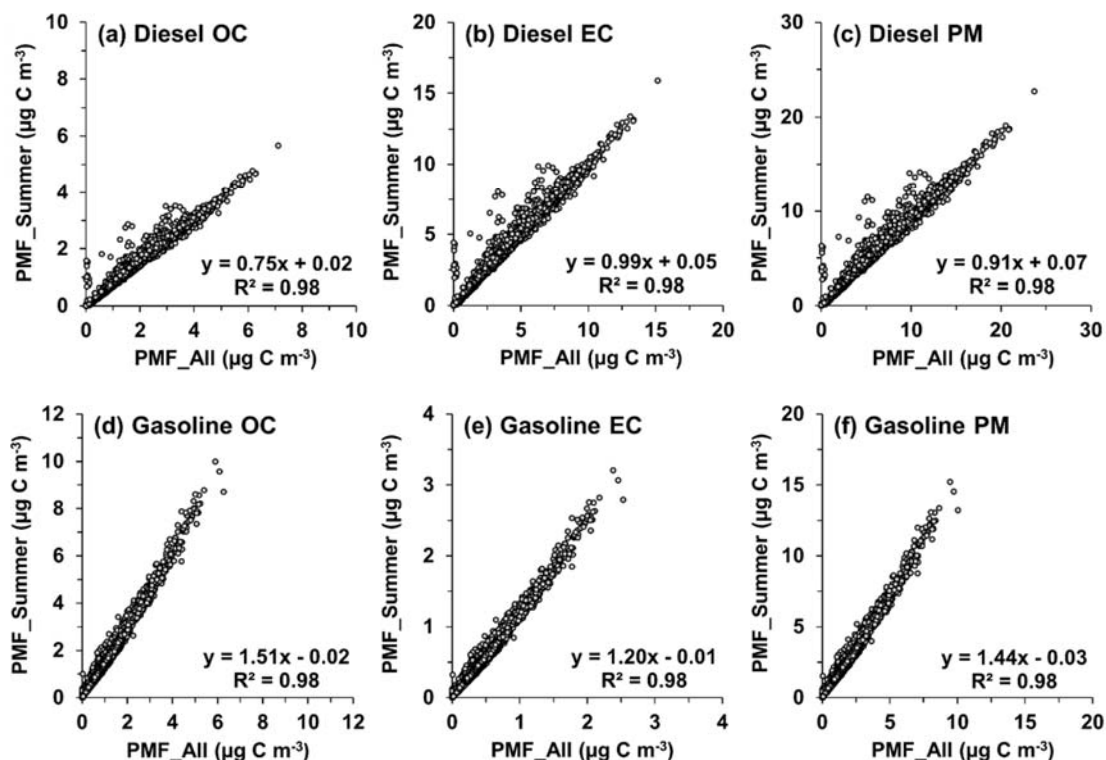 (a) Diesel OC
PMF_Summer (µg C m⁻³)
10
8
6
4
2
0
y = 0.75x + 0.02
R² = 0.98
0 2 4 6 8 10
PMF_All (µg C m⁻³)
(b) Diesel EC
PMF_Summer (µg C m⁻³)
20
15
10
5
0
y = 0.99x + 0.05
R² = 0.98
0 5 10 15 20
PMF_All (µg C m⁻³)
(c) Diesel PM
PMF_Summer (µg C m⁻³)
30
20
10
0
y = 0.91x + 0.07
R² = 0.98
0 10 20 30
PMF_All (µg C m⁻³)
(d) Gasoline OC
PMF_Summer (µg C m⁻³)
12
10
8
6
4
2
0
y = 1.51x - 0.02
R² = 0.98
0 2 4 6 8 10 12
PMF_All (µg C m⁻³)
(e) Gasoline EC
PMF_Summer (µg C m⁻³)
4
3
2
1
0
y = 1.20x - 0.01
R² = 0.98
0 1 2 3 4
PMF_All (µg C m⁻³)
(f) Gasoline PM
PMF_Summer (µg C m⁻³)
20
15
10
5
0
y = 1.44x - 0.03
R² = 0.98
0 5 10 15 20
PMF_All (µg C m⁻³)